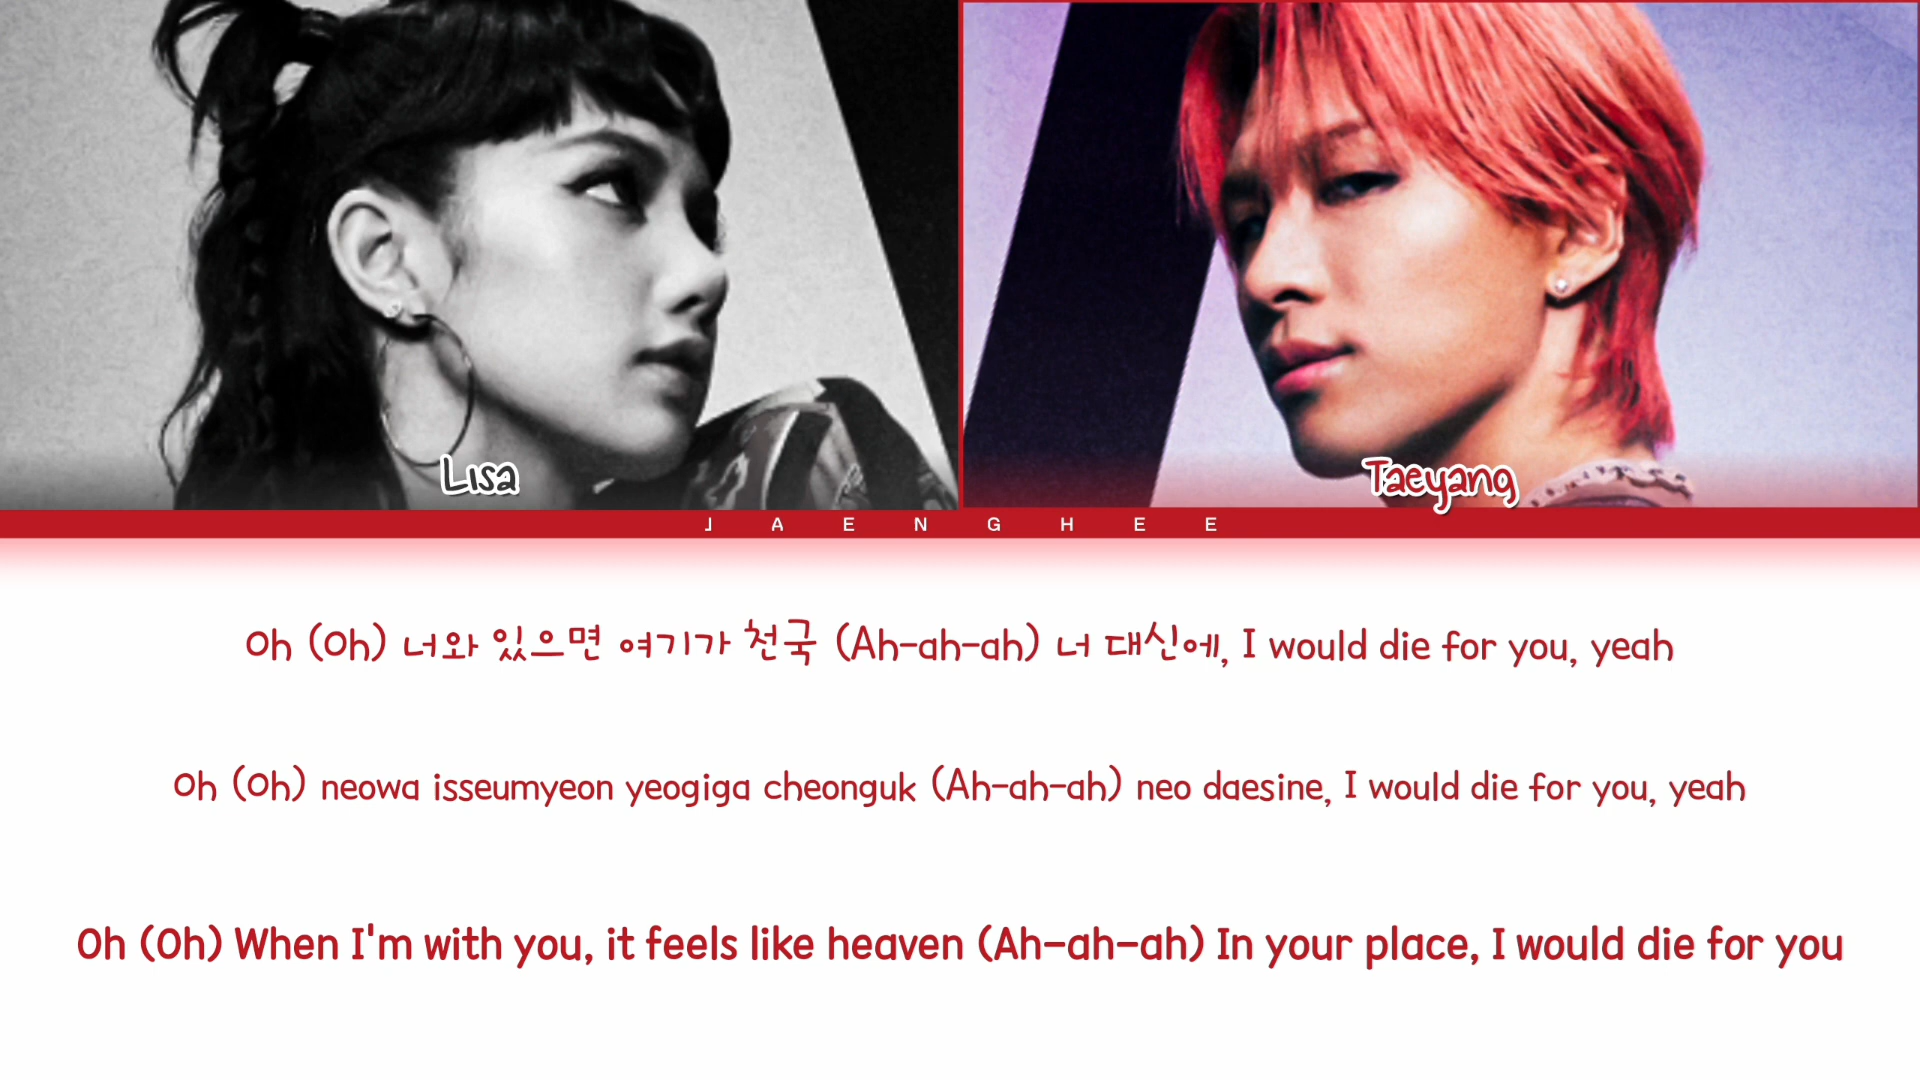 Lisa
Taeyang
JAENGHEE
Oh (Oh) 너와 있으면 여기가 천국 (Ah-ah-ah) 너 대신에, I would die for you, yeah
Oh (Oh) neowa isseumyeon yeogiga cheonguk (Ah-ah-ah) neo daesine, I would die for you, yeah
Oh (Oh) When I'm with you, it feels like heaven (Ah-ah-ah) In your place, I would die for you